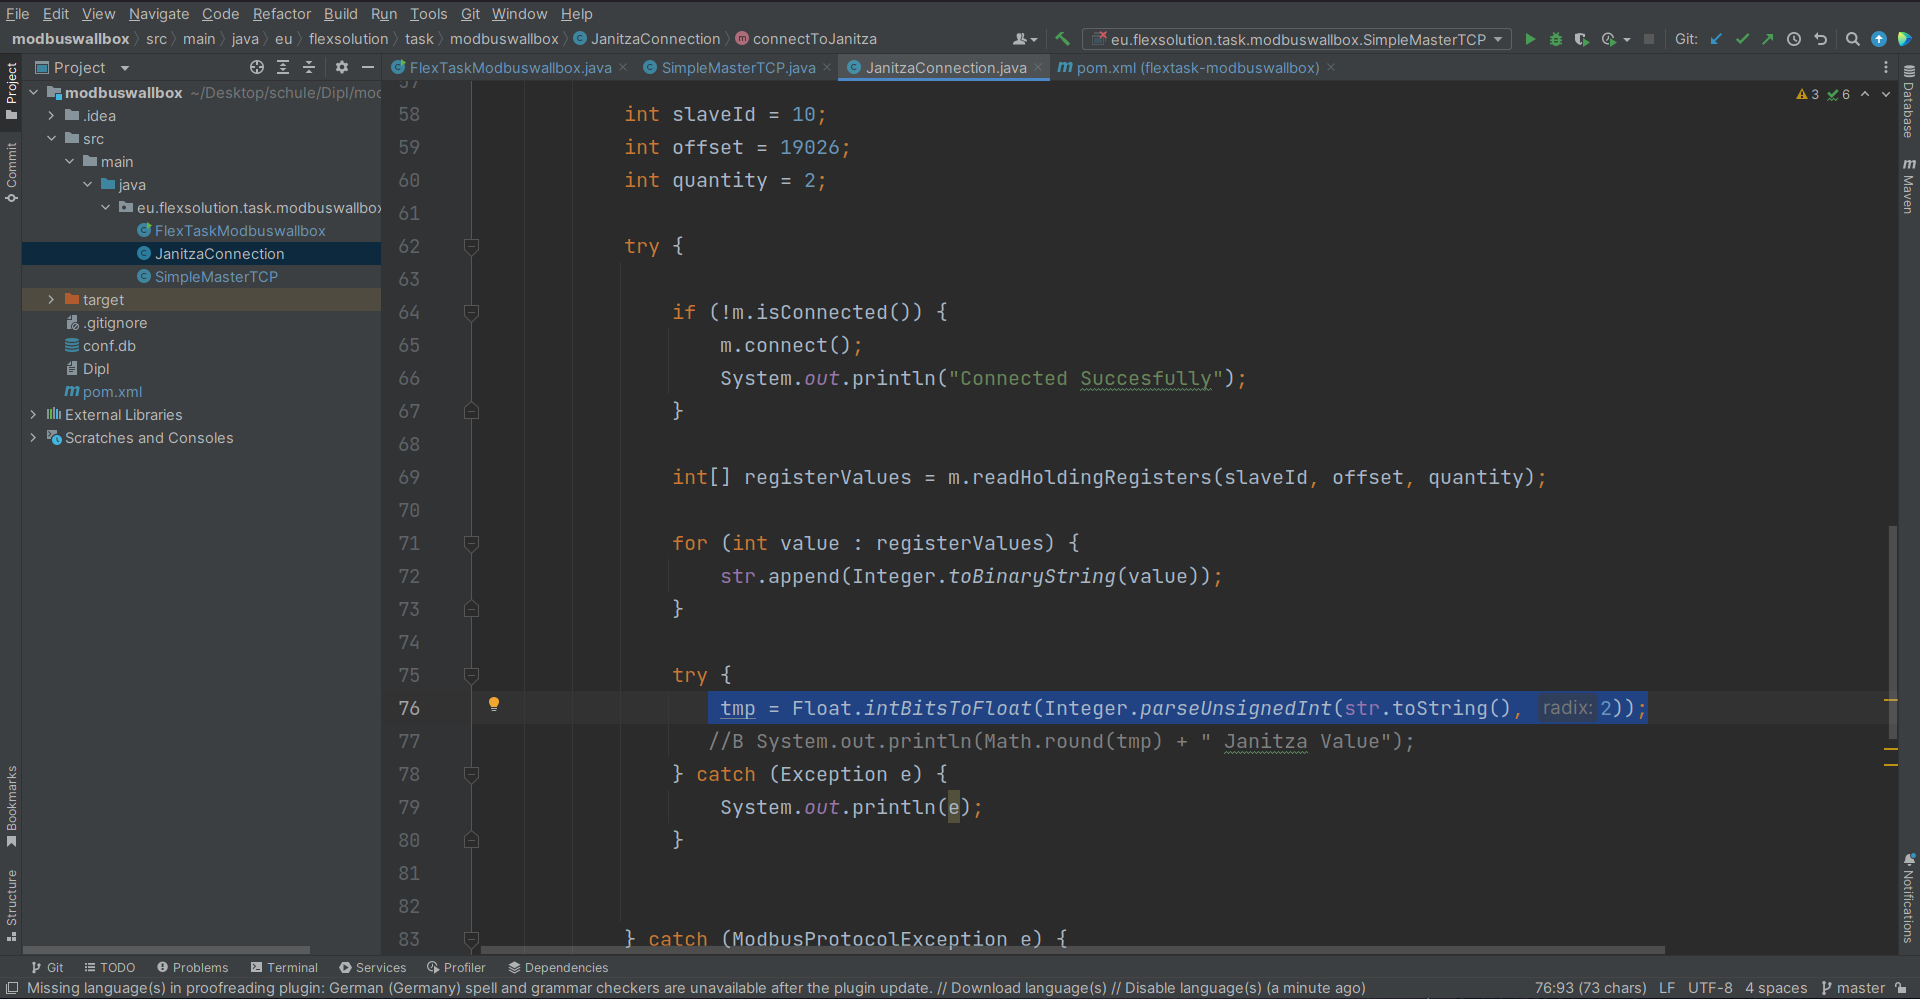 File Edit View Navigate Code Refactor Build Run Tools Git Window Help
modbuswallbox src main java eu flexsolution task modbuswallbox JanitzaConnection connectToJanitza
eu.flexsolution.task.modbuswallbox.SimpleMasterTCP
Git:
Project
FlexTaskModbuswallbox.java
SimpleMasterTCP.java
JanitzaConnection.java
pom.xml (flextask-modbuswallbox)
Project
Commit
Bookmarks
Structure
modbuswallbox ~/Desktop/schule/Dipl/mod
.idea
src
main
java
eu.flexsolution.task.modbuswallbox
FlexTaskModbuswallbox
JanitzaConnection
SimpleMasterTCP
target
.gitignore
conf.db
Dipl
pom.xml
External Libraries
Scratches and Consoles
3 6
57
58 int slaveId = 10;
59 int offset = 19026;
60 int quantity = 2;
61
62 try {
63
64 if (!m.isConnected()) {
65 m.connect();
66 System.out.println("Connected Succesfully");
67 }
68
69 int[] registerValues = m.readHoldingRegisters(slaveId, offset, quantity);
70
71 for (int value : registerValues) {
72 str.append(Integer.toBinaryString(value));
73 }
74
75 try {
76 tmp = Float.intBitsToFloat(Integer.parseUnsignedInt(str.toString(), radix: 2));
77 //B System.out.println(Math.round(tmp) + " Janitza Value");
78 } catch (Exception e) {
79 System.out.println(e);
80 }
81
82
83 } catch (ModbusProtocolException e) {
Database
Maven
Notifications
Git TODO Problems Terminal Services Profiler Dependencies
Missing language(s) in proofreading plugin: German (Germany) spell and grammar checkers are unavailable after the plugin update. // Download language(s) // Disable language(s) (a minute ago)
76:93 (73 chars) LF UTF-8 4 spaces master